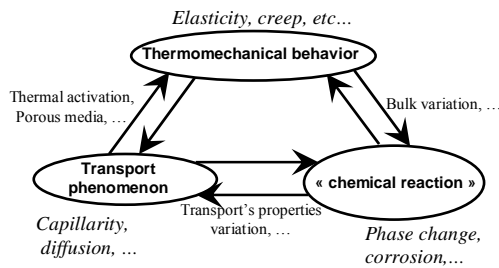 Elasticity, creep, etc…
Thermomechanical behavior
Thermal activation,
Porous media, …
Bulk variation, …
Transport
phenomenon
« chemical reaction »
Transport's properties
variation, …
Capillarity,
diffusion, …
Phase change,
corrosion,…